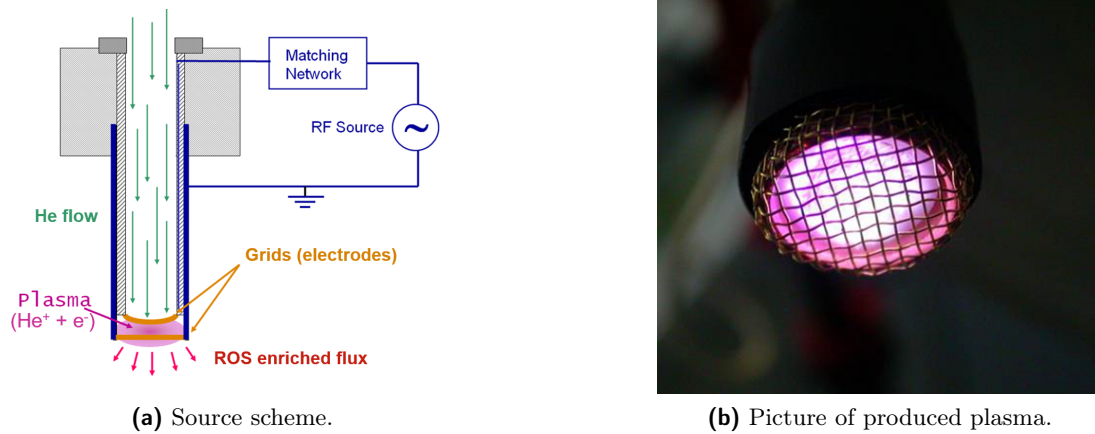 Matching
Network
RF Source
~
He flow
Grids (electrodes)
Plasma
(He⁺ + e⁻)
ROS enriched flux
(a) Source scheme.
(b) Picture of produced plasma.